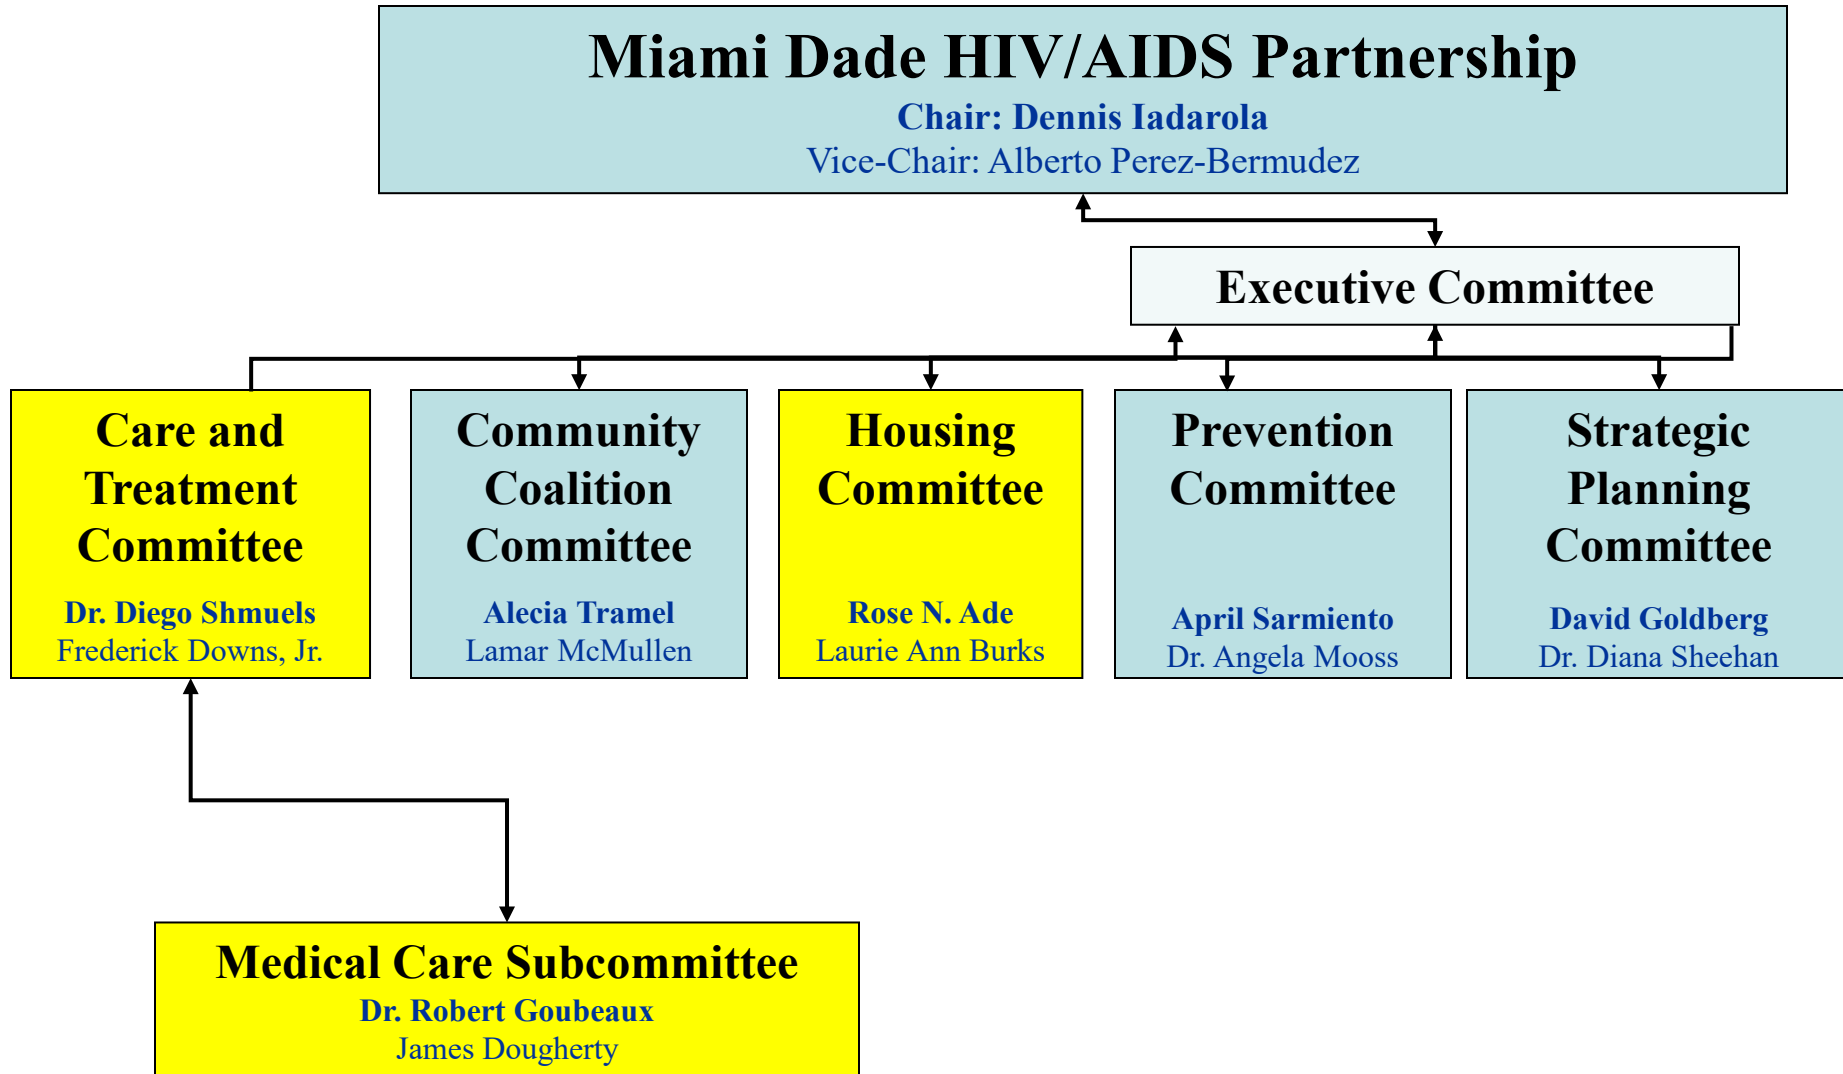 Miami Dade HIV/AIDS Partnership
Chair: Dennis Iadarola
Vice-Chair: Alberto Perez-Bermudez
Executive Committee
Care and
Treatment
Committee
Dr. Diego Shmuels
Frederick Downs, Jr.
Community
Coalition
Committee
Alecia Tramel
Lamar McMullen
Housing
Committee
Rose N. Ade
Laurie Ann Burks
Prevention
Committee
April Sarmiento
Dr. Angela Mooss
Strategic
Planning
Committee
David Goldberg
Dr. Diana Sheehan
Medical Care Subcommittee
Dr. Robert Goubeaux
James Dougherty